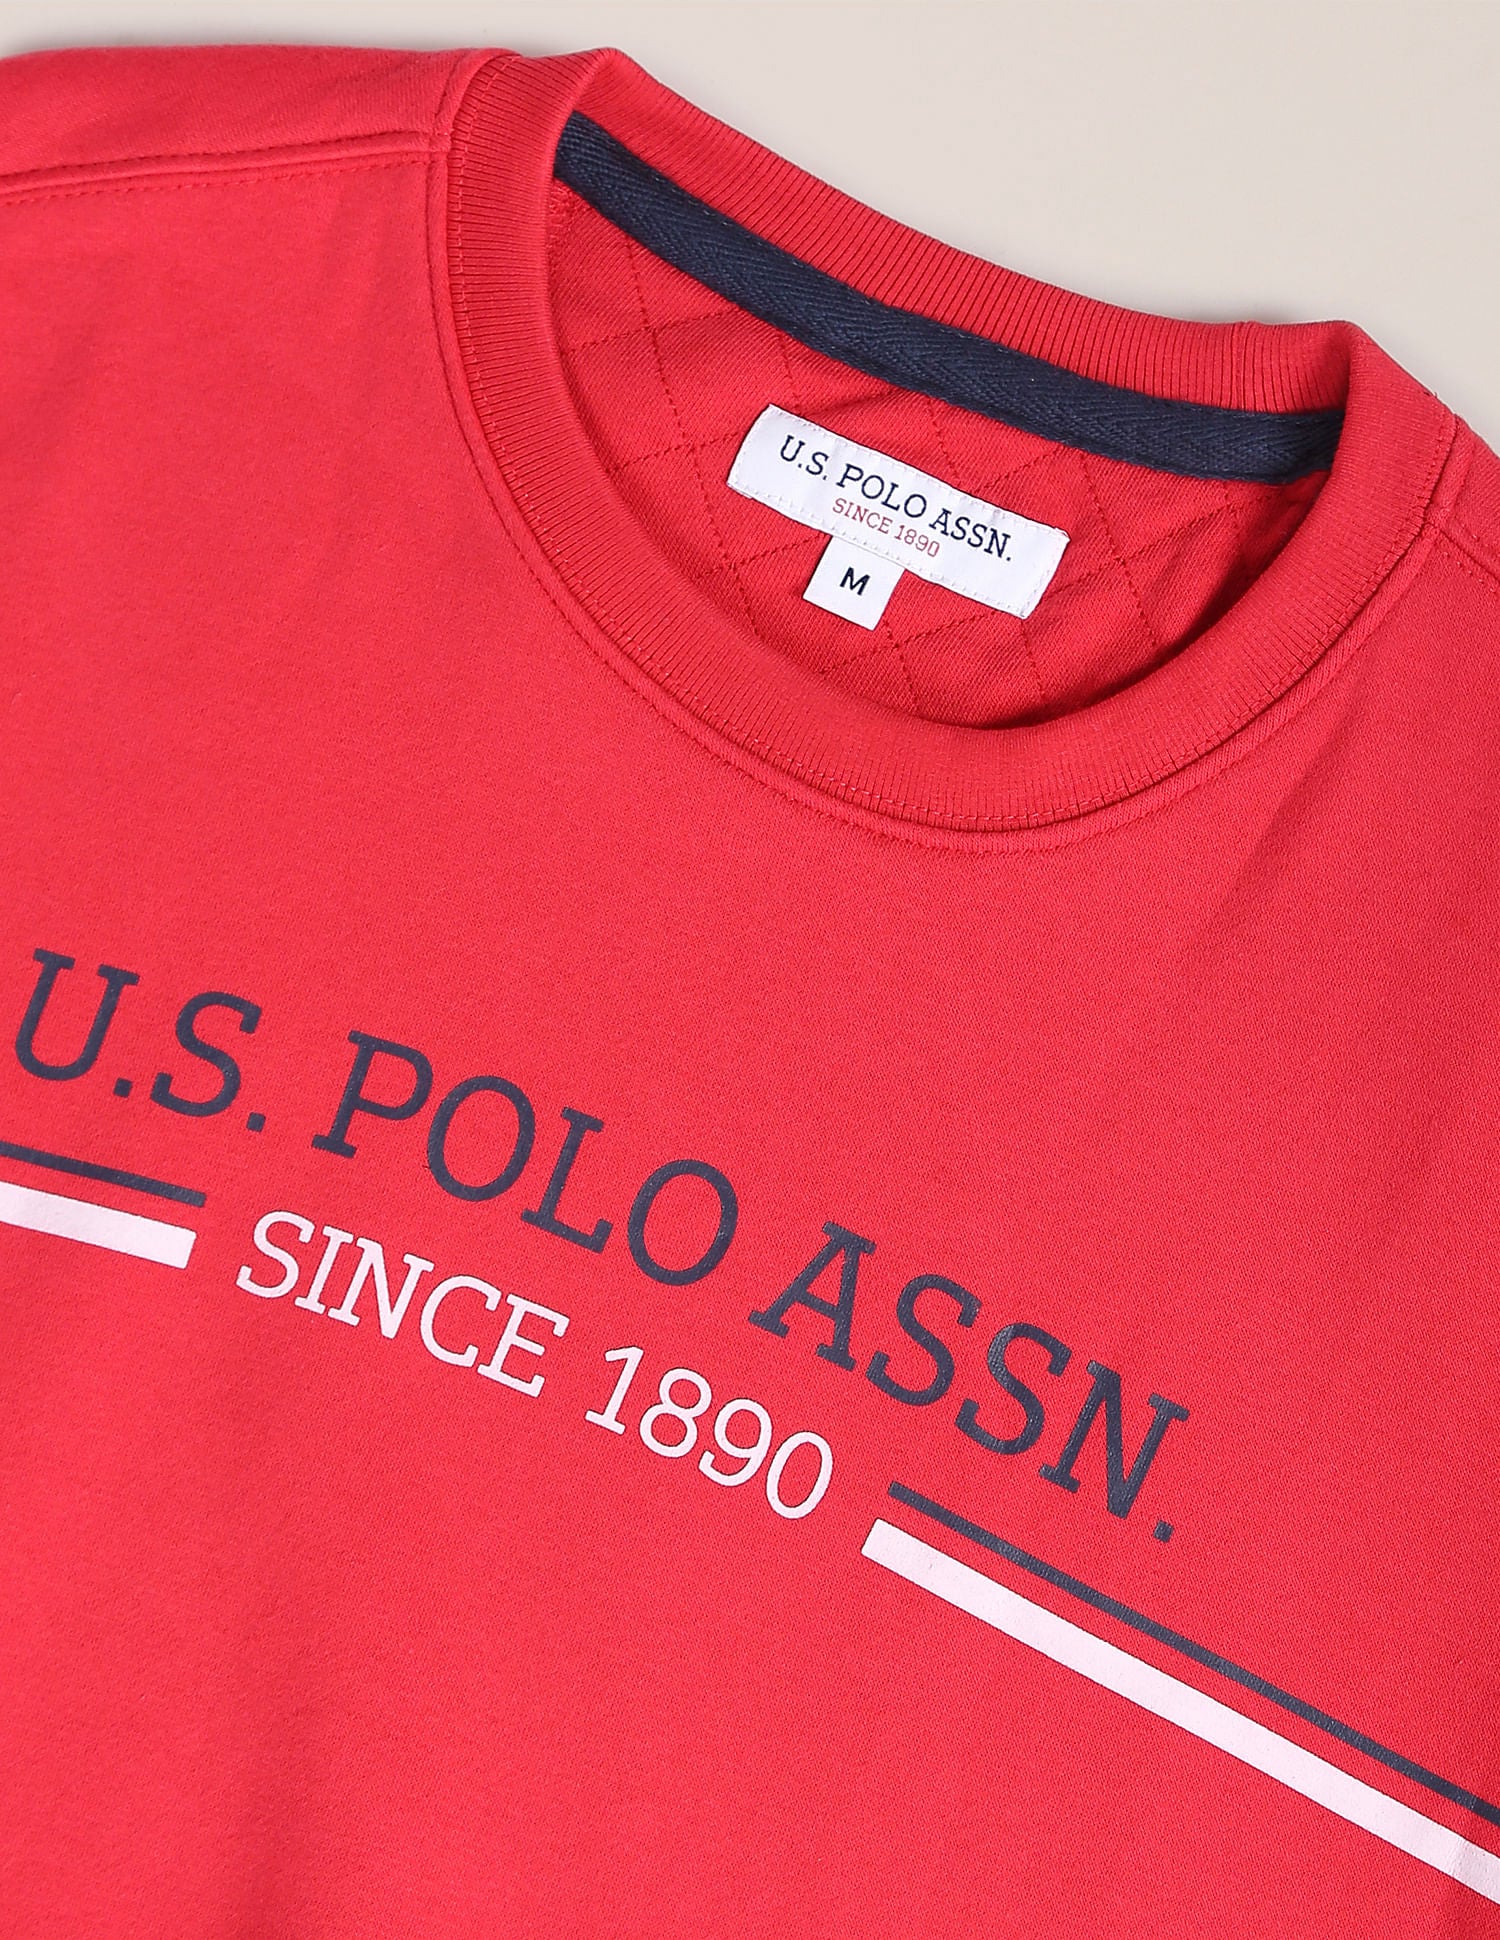 U.S. POLO ASSN.
SINCE 1890
M
U.S. POLO ASSN.
SINCE 1890